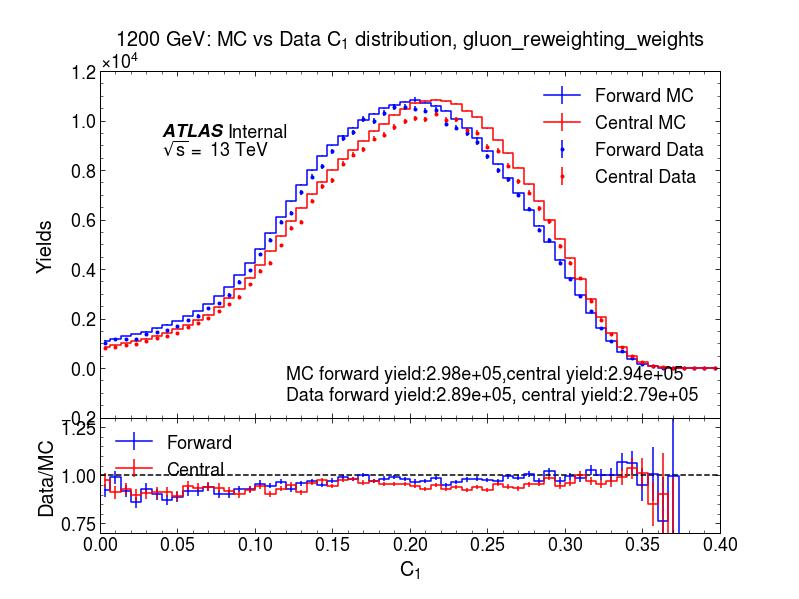 1200 GeV: MC vs Data C1 distribution, gluon_reweighting_weights
×10^4
1.2
1.0
0.8
0.6
0.4
0.2
0.0
0.2
Yields
ATLAS Internal
√s = 13 TeV
Forward MC
Central MC
Forward Data
Central Data
MC forward yield:2.98e+05,central yield:2.94e+05
Data forward yield:2.89e+05, central yield:2.79e+05
1.25
1.00
0.75
Data/MC
Forward
Central
0.00 0.05 0.10 0.15 0.20 0.25 0.30 0.35 0.40
C1